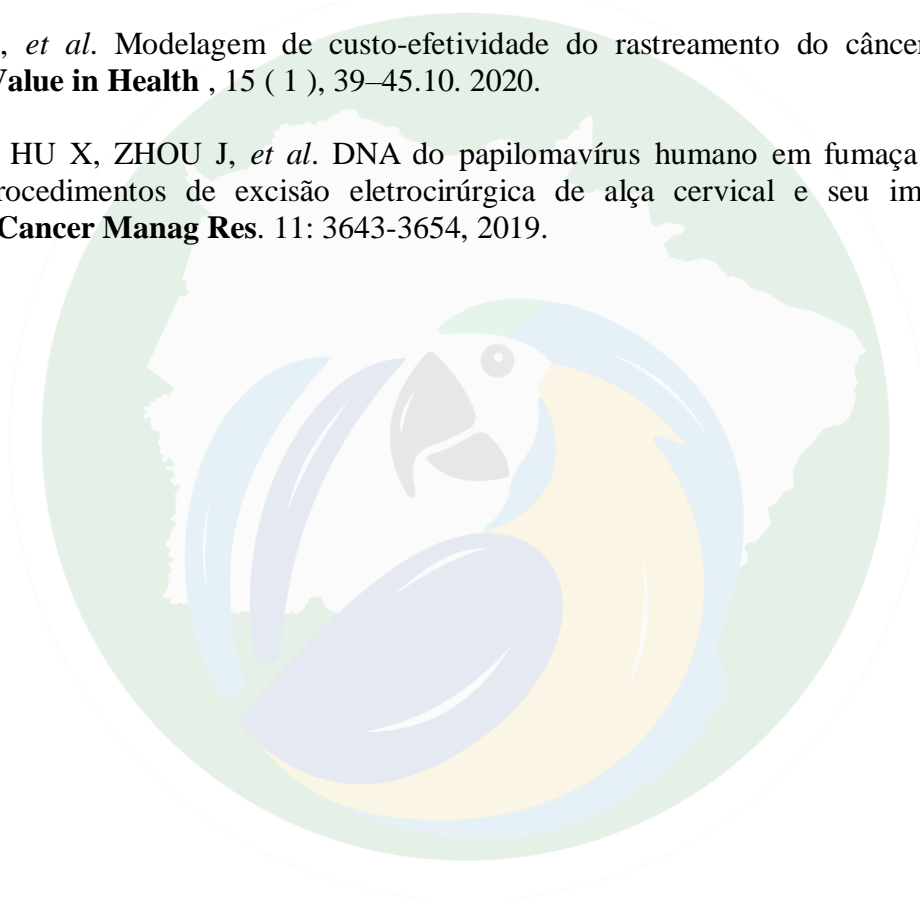 , et al. Modelagem de custo-efetividade do rastreamento do câncer
Value in Health , 15 ( 1 ), 39–45.10. 2020.
HU X, ZHOU J, et al. DNA do papilomavírus humano em fumaça
rocedimentos de excisão eletrocirúrgica de alça cervical e seu im
Cancer Manag Res. 11: 3643-3654, 2019.